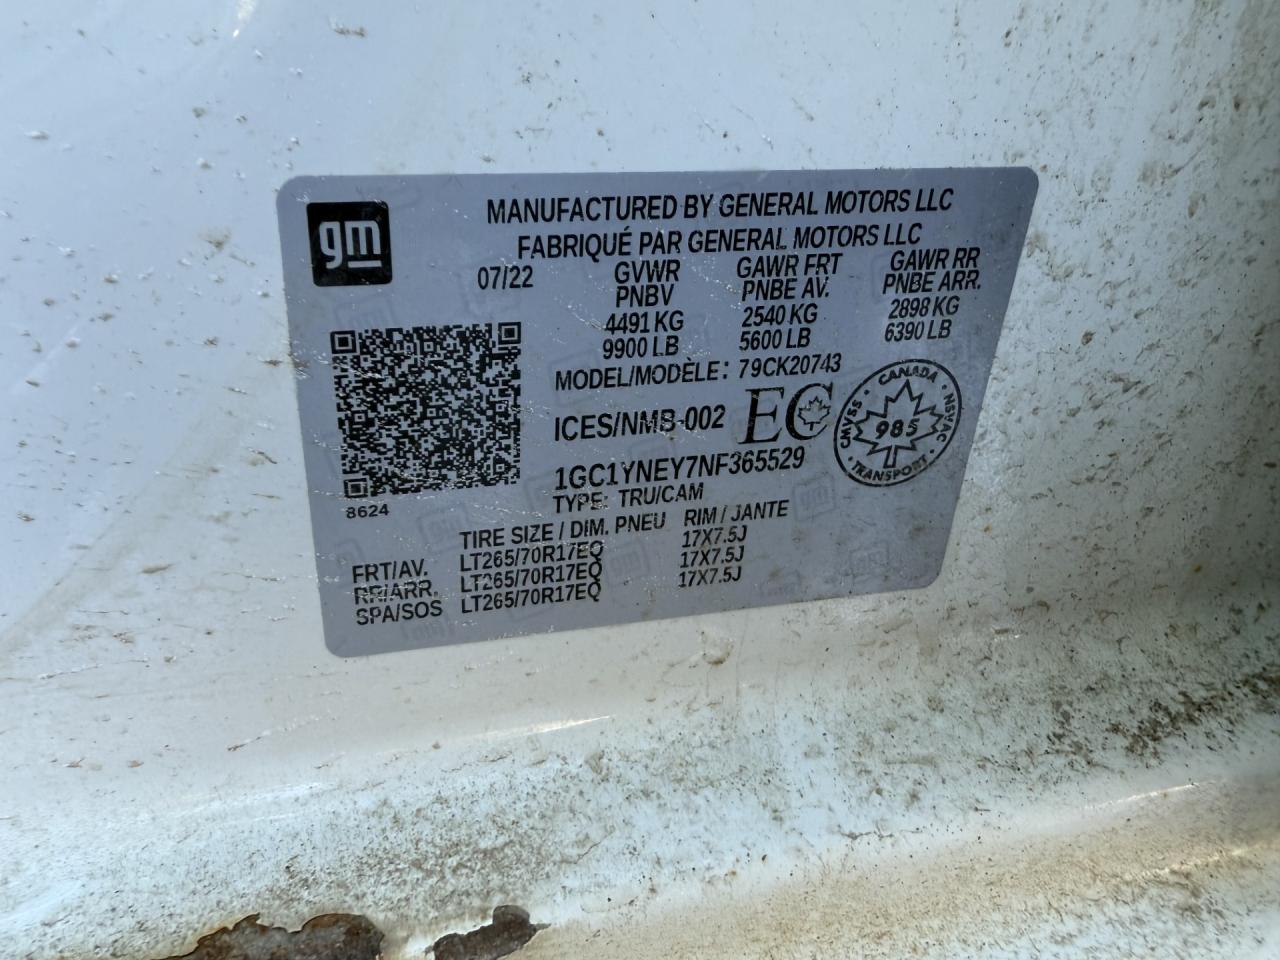 gm
MANUFACTURED BY GENERAL MOTORS LLC
FABRIQUÉ PAR GENERAL MOTORS LLC
07/22 GVWR GAWR FRT GAWR RR
PNBV PNBE AV. PNBE ARR.
4491 KG 2540 KG 2898 KG
9900 LB 5600 LB 6390 LB
MODEL/MODÈLE: 79CK20743
ICES/NMB-002 EC
CANADA
CMVSS 985 NSVAC
TRANSPORT
1GC1YNEY7NF365529
TYPE: TRU/CAM
8624
TIRE SIZE / DIM. PNEU RIM / JANTE
FRT/AV. LT265/70R17EQ 17X7.5J
RR/ARR. LT265/70R17EQ 17X7.5J
SPA/SOS LT265/70R17EQ 17X7.5J